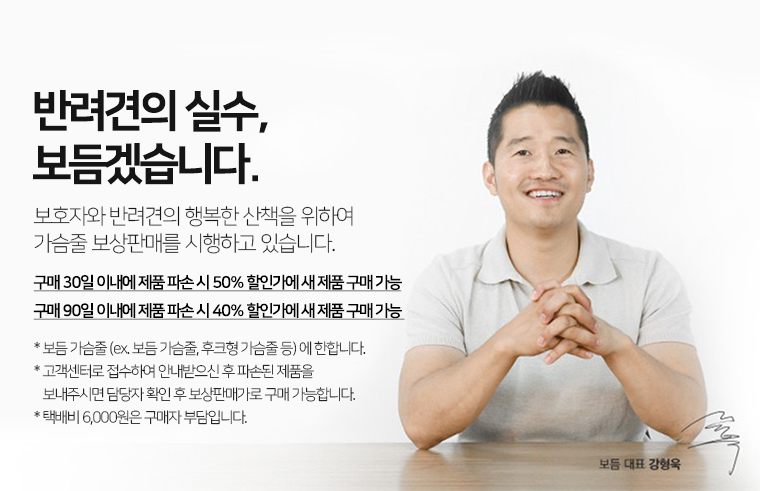 반려견의 실수,
보듬겠습니다.
보호자와 반려견의 행복한 산책을 위하여
가슴줄 보상판매를 시행하고 있습니다.
구매 30일 이내에 제품 파손 시 50% 할인가에 새 제품 구매 가능
구매 90일 이내에 제품 파손 시 40% 할인가에 새 제품 구매 가능
* 보듬 가슴줄 (ex. 보듬 가슴줄, 후크형 가슴줄 등) 에 한합니다.
* 고객센터로 접수하여 안내받으신 후 파손된 제품을
보내주시면 담당자 확인 후 보상판매가로 구매 가능합니다.
* 택배비 6,000원은 구매자 부담입니다.
보듬 대표 강형욱